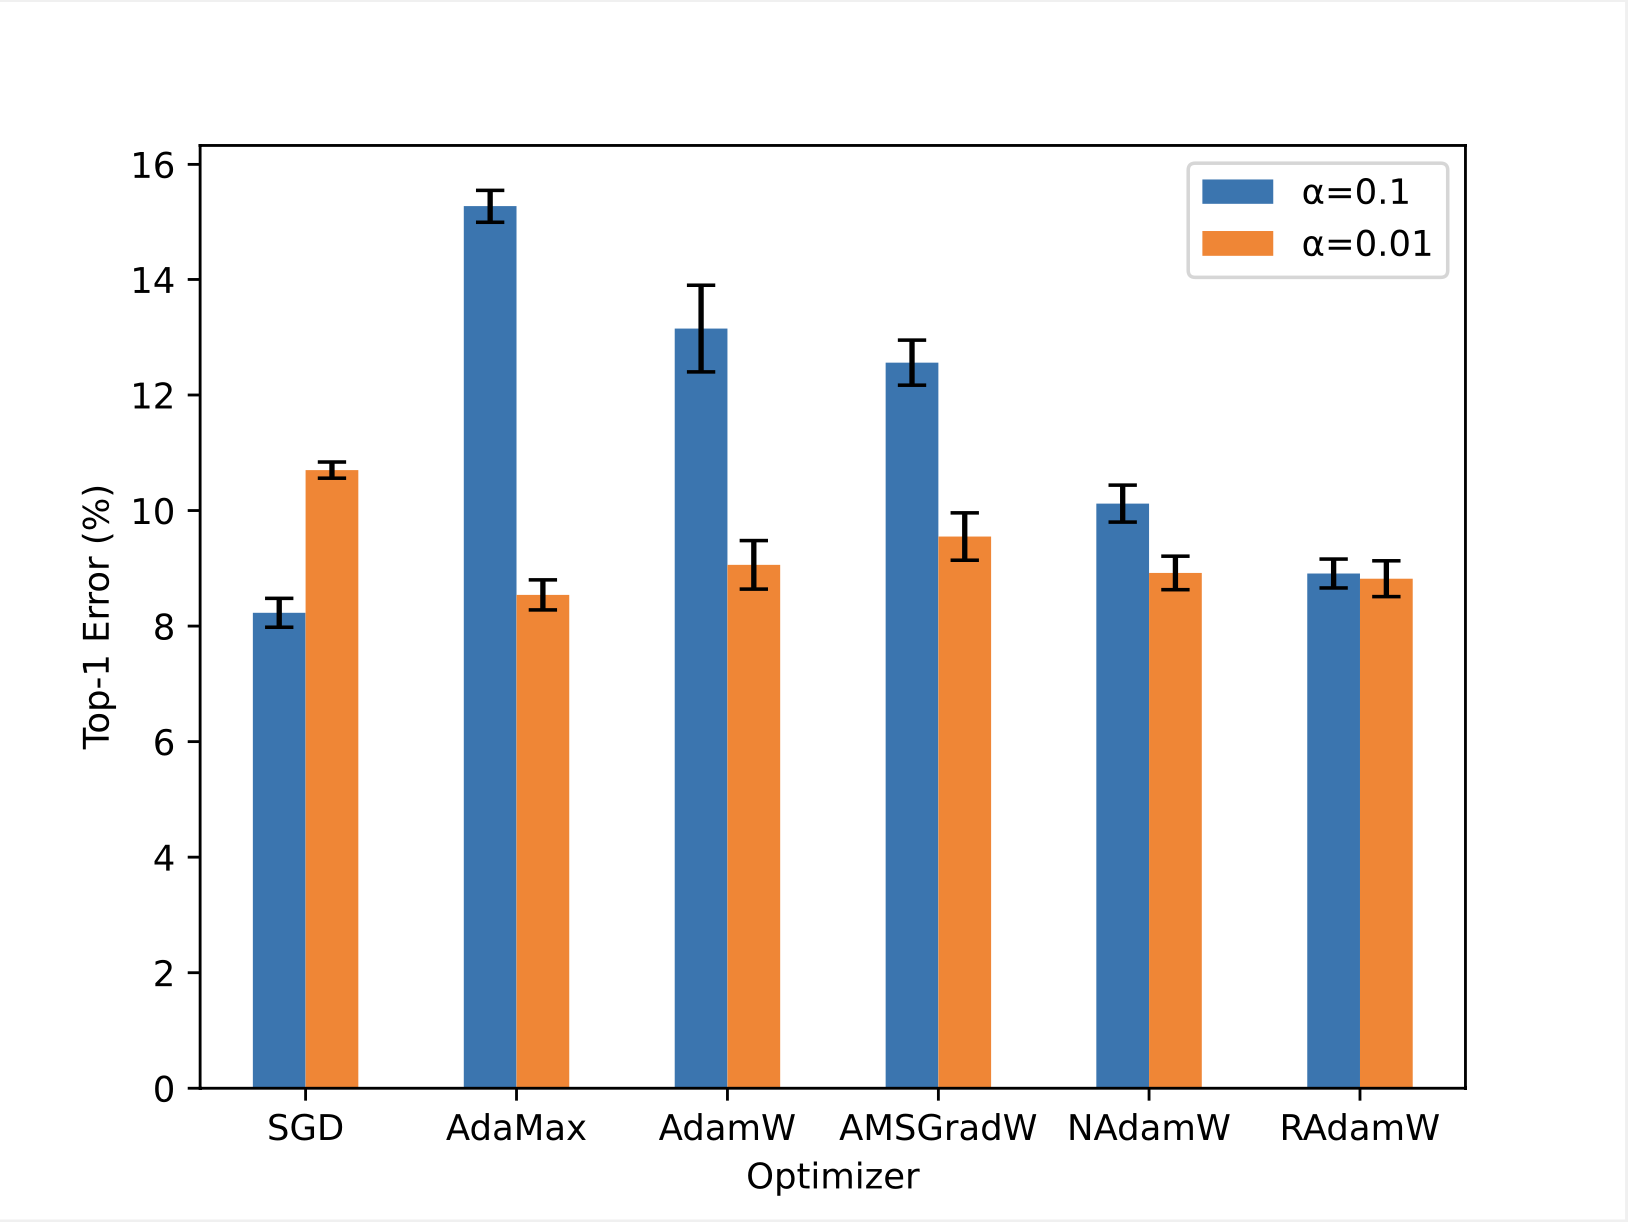 16
14
12
10
8
6
4
2
0
Top-1 Error (%)
α=0.1
α=0.01
SGD AdaMax AdamW AMSGradW NAdamW RAdamW
Optimizer